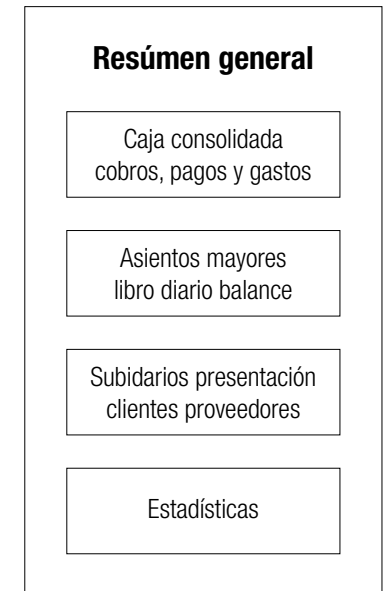 Resúmen general
Caja consolidada
cobros, pagos y gastos
Asientos mayores
libro diario balance
Subidarios presentación
clientes proveedores
Estadísticas